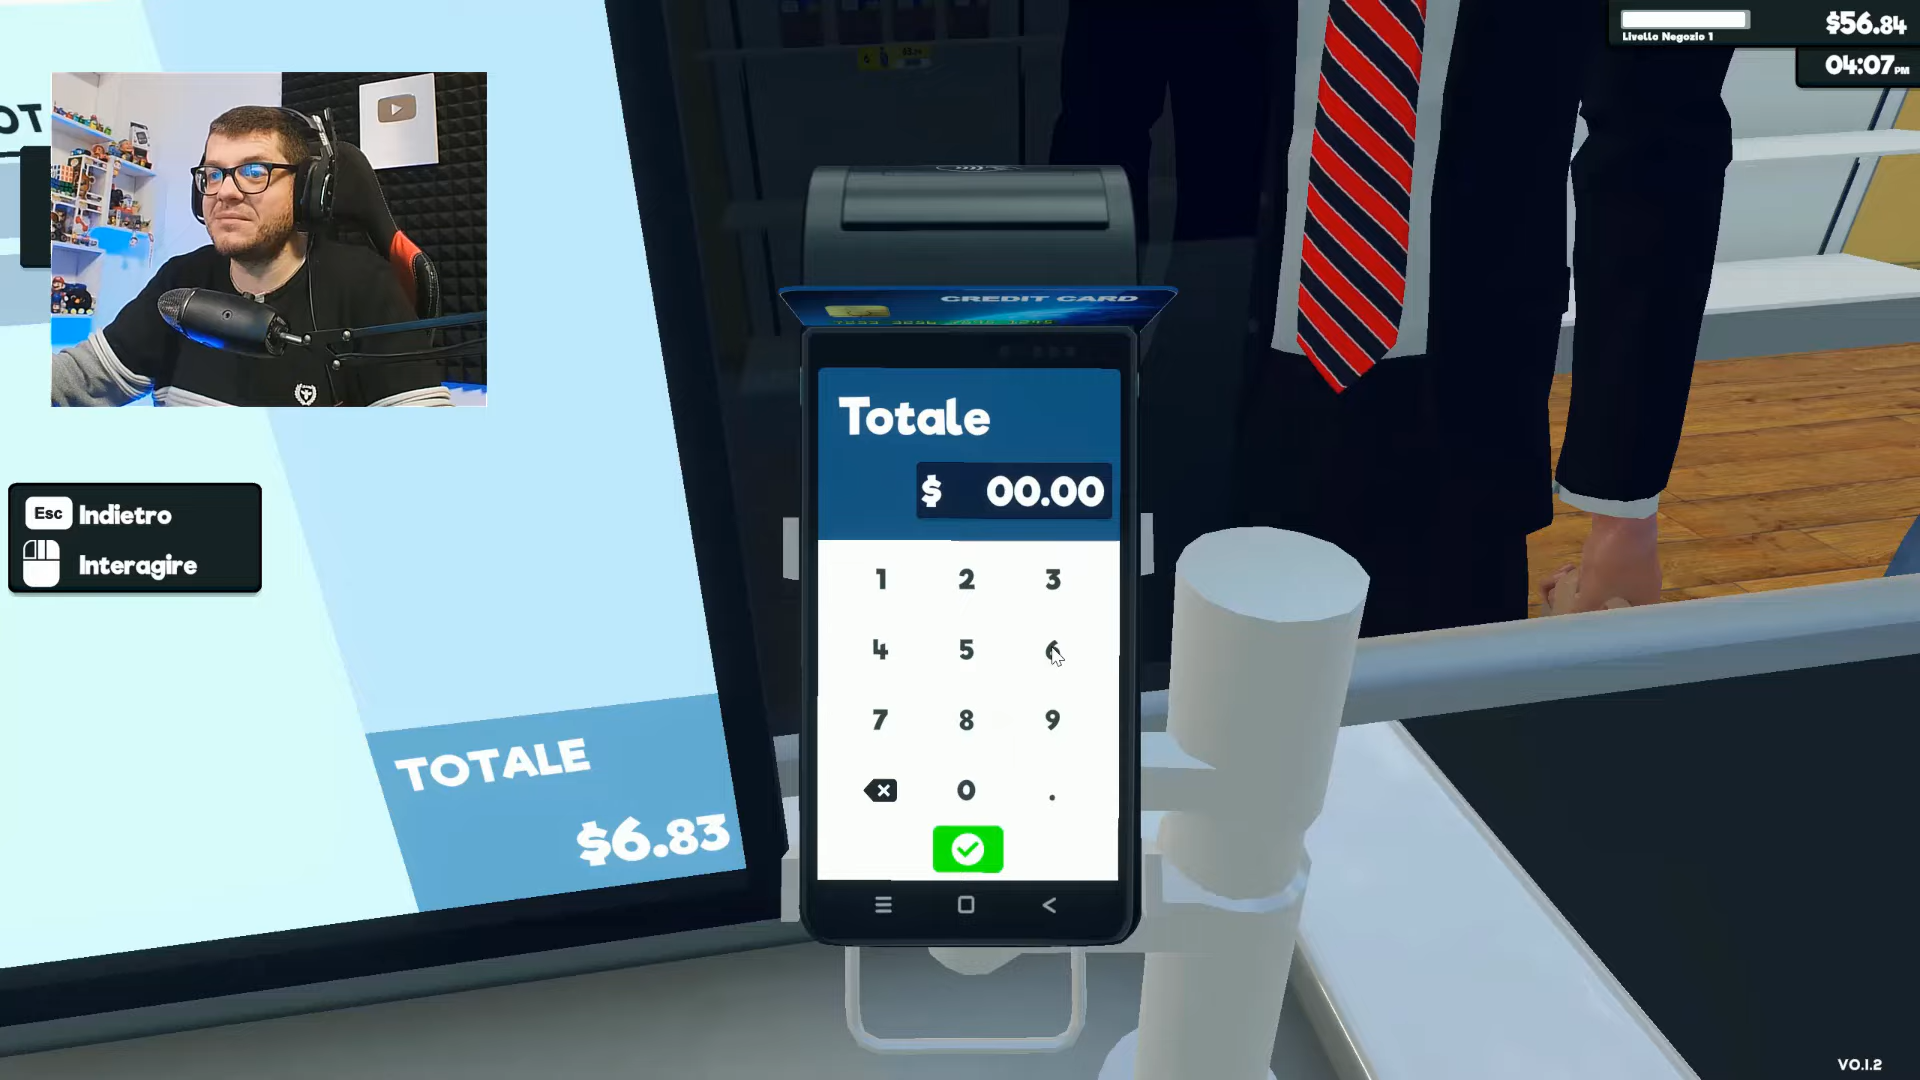 Livello Negozio 1
$56.84
04:07PM
OT
CREDIT CARD
Totale
$ 00.00
Esc Indietro
Interagire
1 2 3
4 5 6
7 8 9
0 .
TOTALE
$6.83
V0.1.2